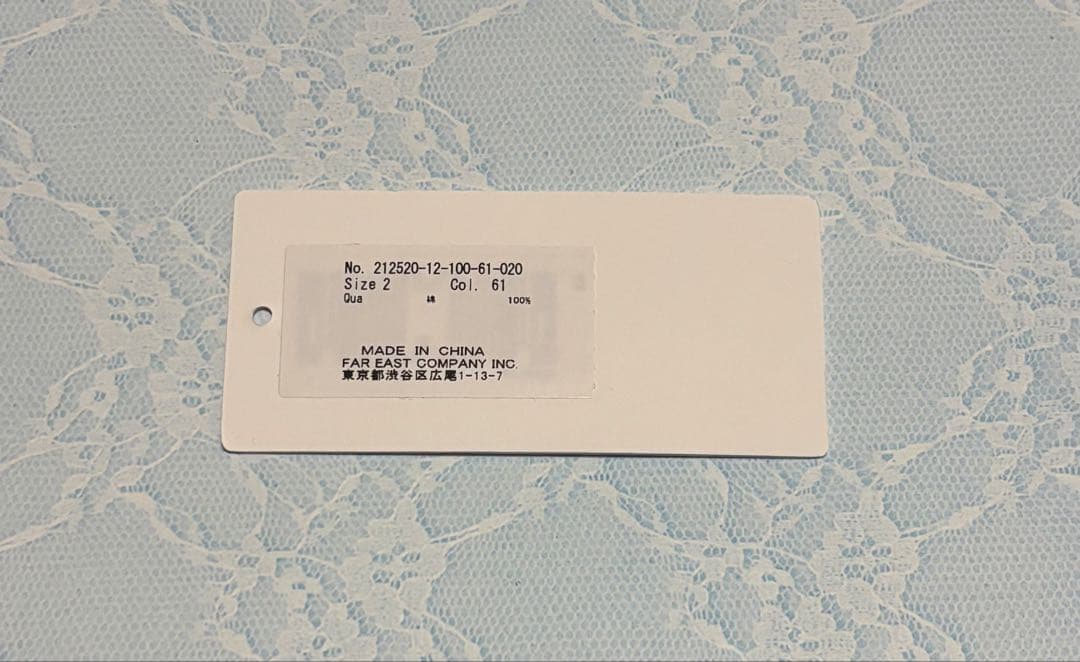 No. 212520-12-100-61-020
Size 2 Col. 61
Qua 綿 100%
MADE IN CHINA
FAR EAST COMPANY INC.
東京都渋谷区広尾1-13-7